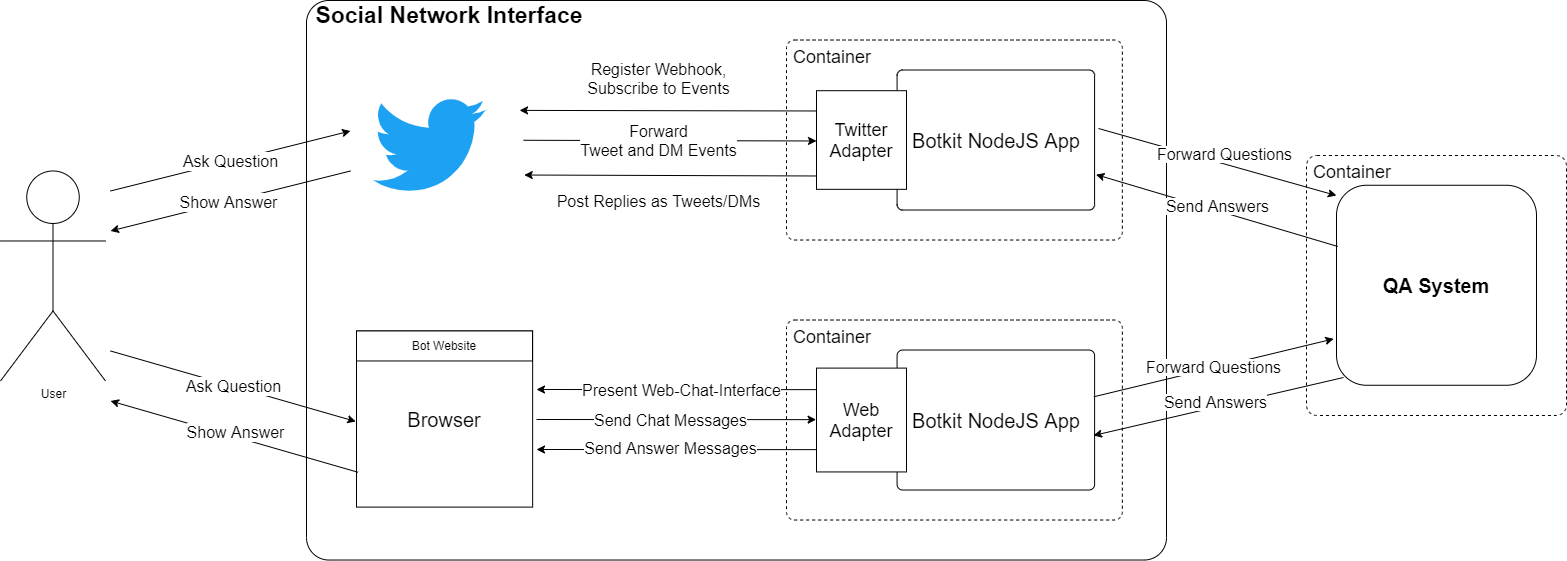 Social Network Interface
Container
Register Webhook,
Subscribe to Events
Twitter
Adapter
Botkit NodeJS App
Forward
Tweet and DM Events
Post Replies as Tweets/DMs
Ask Question
Show Answer
Forward Questions
Send Answers
Container
QA System
User
Bot Website
Browser
Ask Question
Show Answer
Container
Present Web-Chat-Interface
Send Chat Messages
Send Answer Messages
Web
Adapter
Botkit NodeJS App
Forward Questions
Send Answers